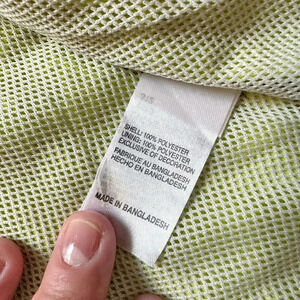 SHELL: 100% POLYESTER
LINING: 100% POLYESTER
EXCLUSIVE OF DECORATION
FABRIQUE AU BANGLADESH
HECHO EN BANGLADESH
MADE IN BANGLADESH